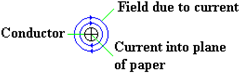 Field due to current
Conductor
Current into plane
of paper